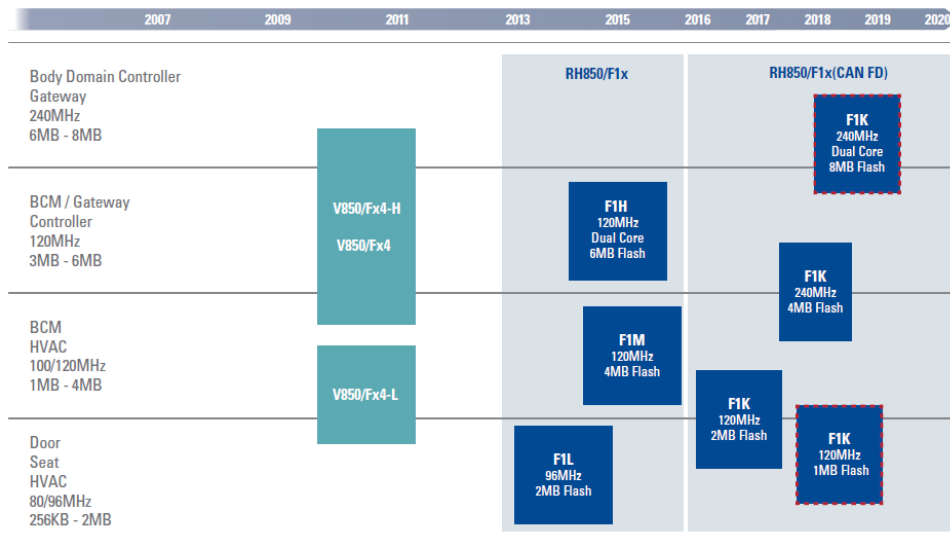 2007 2009 2011 2013 2015 2016 2017 2018 2019 2020
RH850/F1x
RH850/F1x(CAN FD)
Body Domain Controller
Gateway
240MHz
6MB - 8MB
F1K
240MHz
Dual Core
8MB Flash
BCM / Gateway
Controller
120MHz
3MB - 6MB
V850/Fx4-H
V850/Fx4
F1H
120MHz
Dual Core
6MB Flash
F1K
240MHz
4MB Flash
BCM
HVAC
100/120MHz
1MB - 4MB
V850/Fx4-L
F1M
120MHz
4MB Flash
F1K
120MHz
2MB Flash
Door
Seat
HVAC
80/96MHz
256KB - 2MB
F1L
96MHz
2MB Flash
F1K
120MHz
1MB Flash